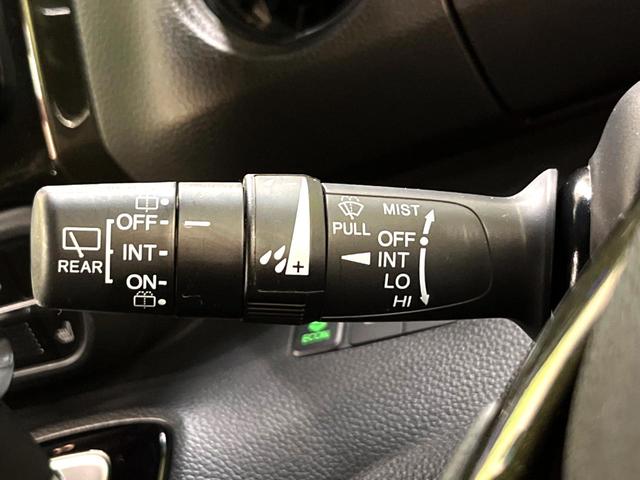 OFF
INT
REAR
ON
+
PULL
MIST
OFF
INT
LO
HI
ECON